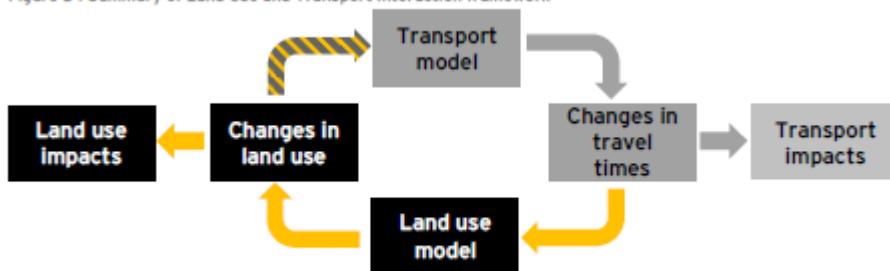 Transport
model
Land use
impacts
Changes in
land use
Changes in
travel
times
Transport
impacts
Land use
model